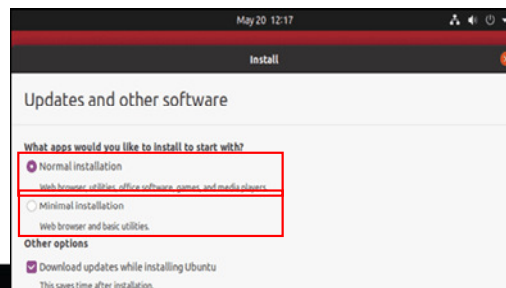 May 20 12:17
Install
Updates and other software
What apps would you like to install to start with?
Normal installation
Web browser, utilities, office software, games, and media players.
Minimal installation
Web browser and basic utilities.
Other options
Download updates while installing Ubuntu
This saves time after installation.